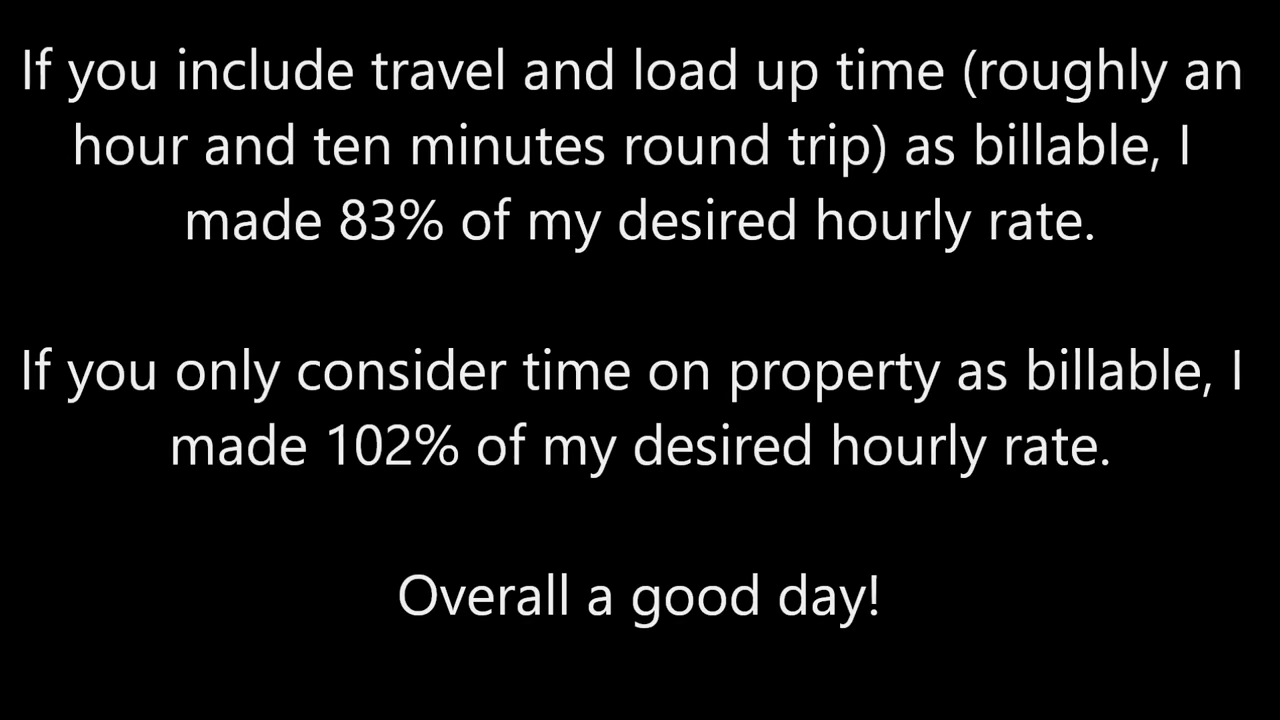 If you include travel and load up time (roughly an
hour and ten minutes round trip) as billable, I
made 83% of my desired hourly rate.
If you only consider time on property as billable, I
made 102% of my desired hourly rate.
Overall a good day!